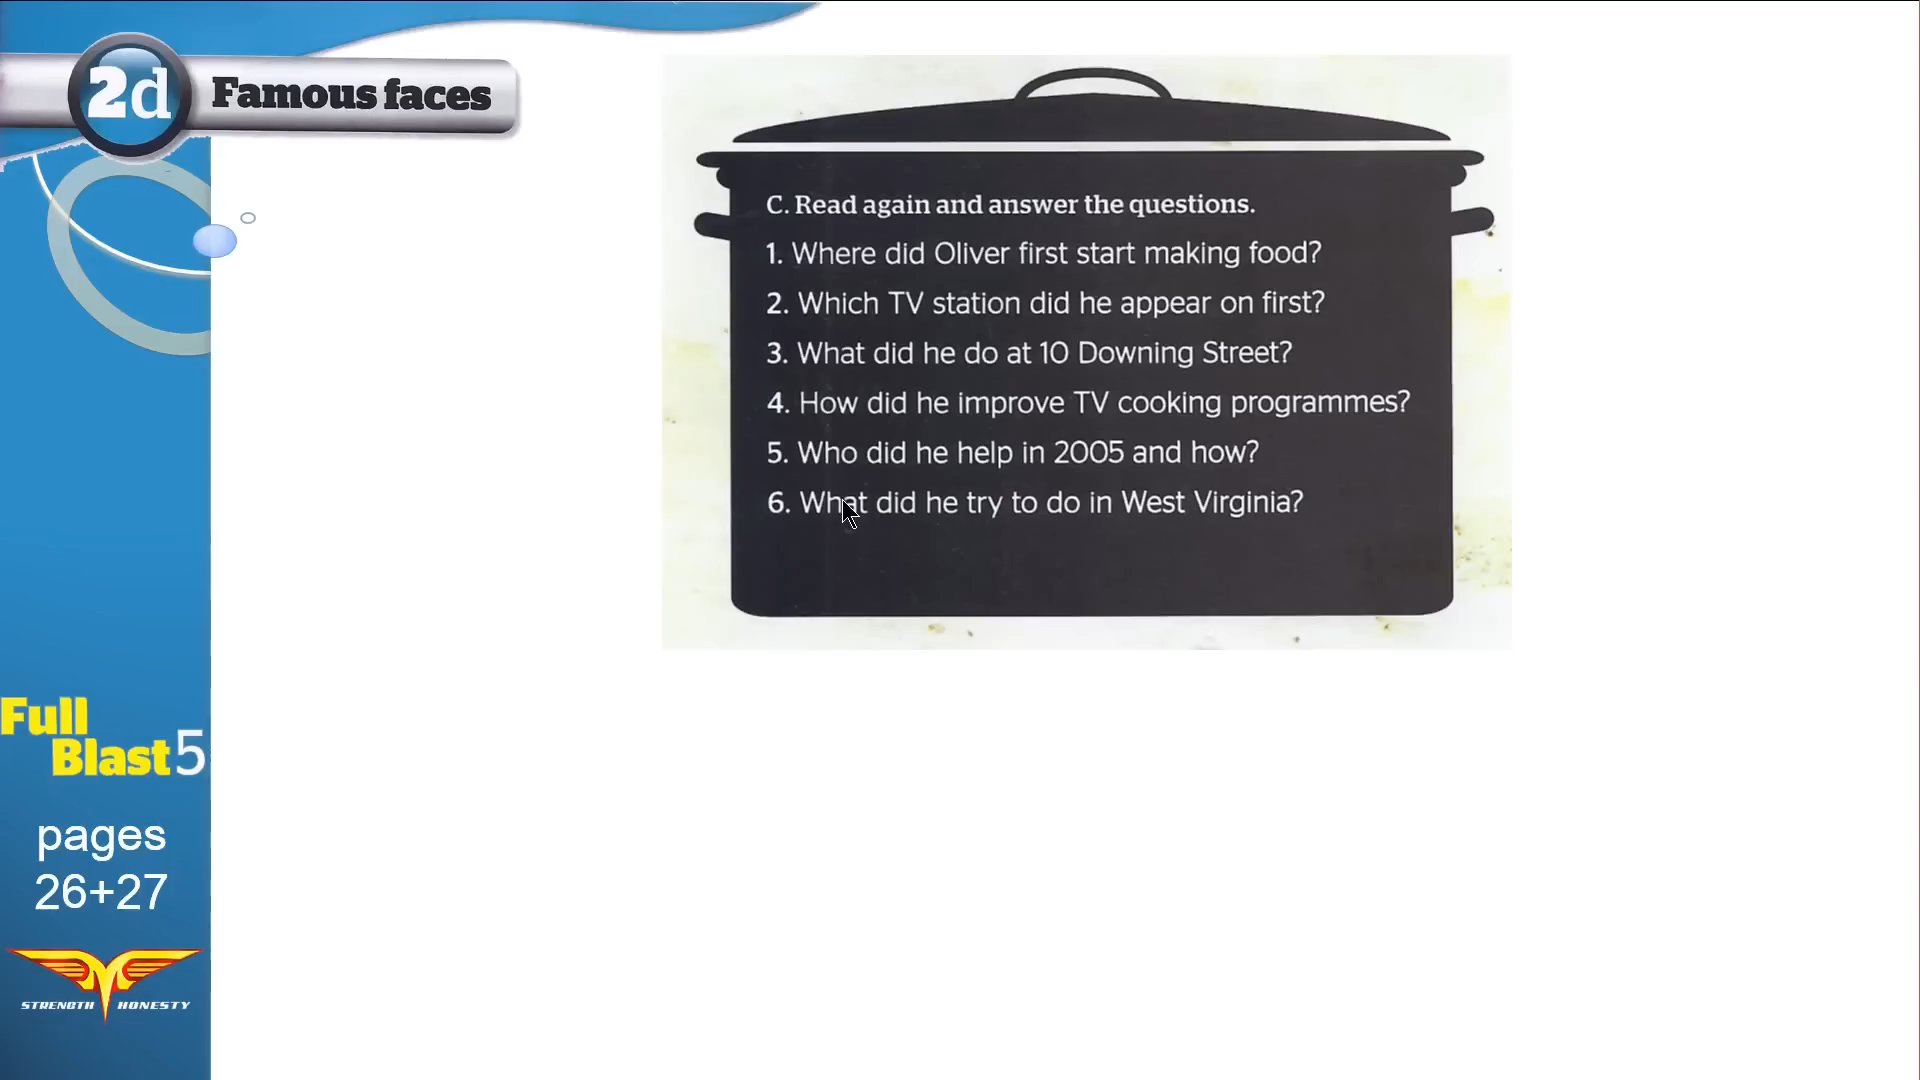 2d Famous faces
C. Read again and answer the questions.
1. Where did Oliver first start making food?
2. Which TV station did he appear on first?
3. What did he do at 10 Downing Street?
4. How did he improve TV cooking programmes?
5. Who did he help in 2005 and how?
6. What did he try to do in West Virginia?
Full
Blast 5
pages
26+27
STRENGTH HONESTY